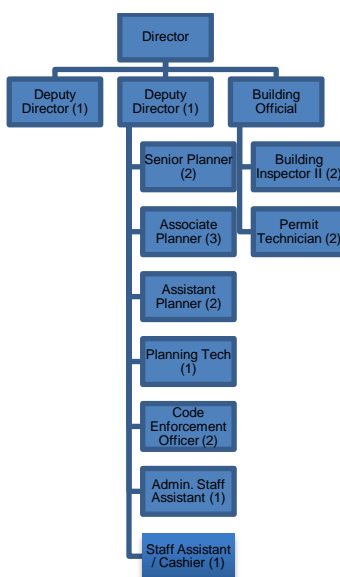 Director
Deputy
Director (1)
Deputy
Director (1)
Building
Official
Senior Planner
(2)
Building
Inspector II (2)
Associate
Planner (3)
Permit
Technician (2)
Assistant
Planner (2)
Planning Tech
(1)
Code
Enforcement
Officer (2)
Admin. Staff
Assistant (1)
Staff Assistant
/ Cashier (1)